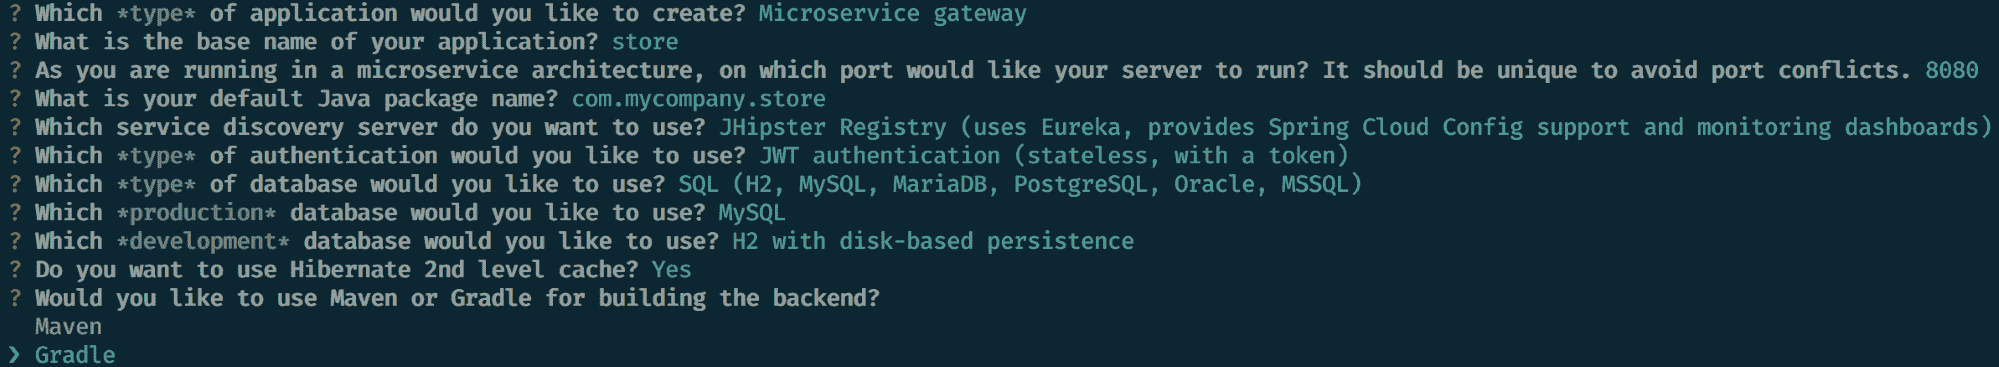 ? Which *type* of application would you like to create? Microservice gateway
? What is the base name of your application? store
? As you are running in a microservice architecture, on which port would like your server to run? It should be unique to avoid port conflicts. 8080
? What is your default Java package name? com.mycompany.store
? Which service discovery server do you want to use? JHipster Registry (uses Eureka, provides Spring Cloud Config support and monitoring dashboards)
? Which *type* of authentication would you like to use? JWT authentication (stateless, with a token)
? Which *type* of database would you like to use? SQL (H2, MySQL, MariaDB, PostgreSQL, Oracle, MSSQL)
? Which *production* database would you like to use? MySQL
? Which *development* database would you like to use? H2 with disk-based persistence
? Do you want to use Hibernate 2nd level cache? Yes
? Would you like to use Maven or Gradle for building the backend?
Maven
❯ Gradle